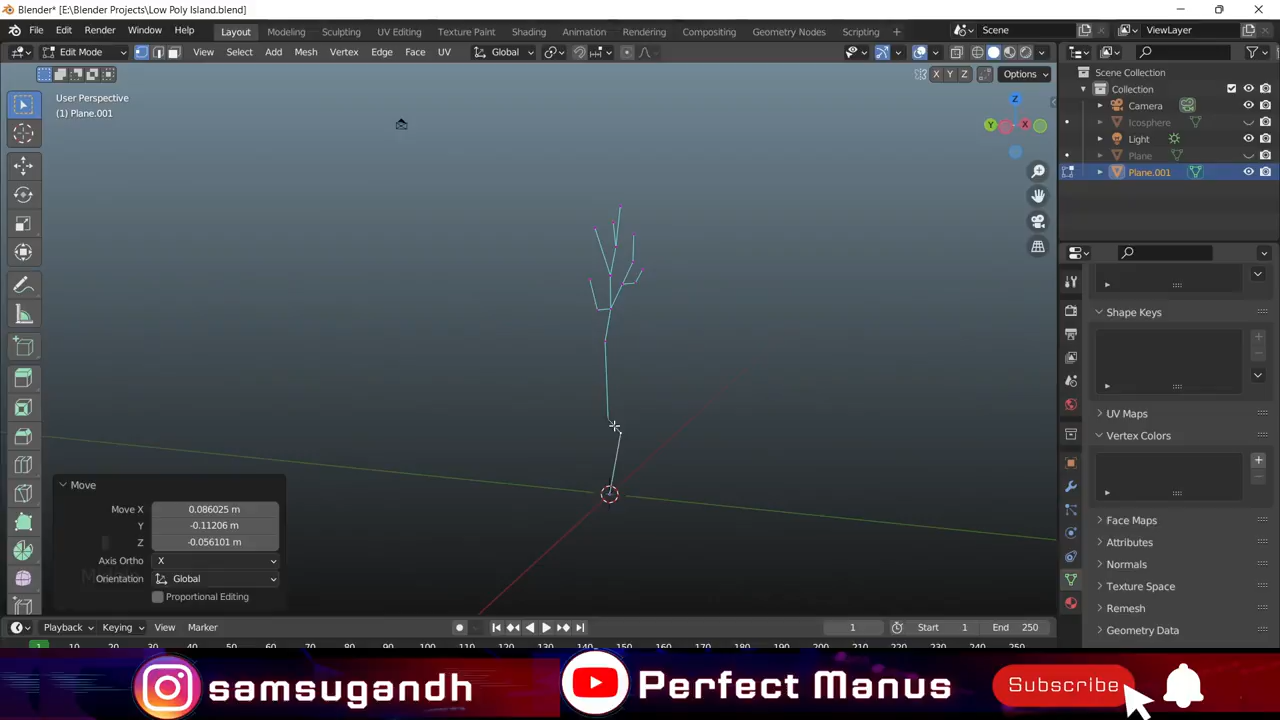 Blender* [E:\Blender Projects\Low Poly Island.blend]
File Edit Render Window Help Layout Modeling Sculpting UV Editing Texture Paint Shading Animation Rendering Compositing Geometry Nodes Scripting + Scene ViewLayer
Edit Mode View Select Add Mesh Vertex Edge Face UV Global
X Y Z Options
User Perspective
(1) Plane.001
Z
Y X
Scene Collection
Collection
Camera
Icosphere
Light
Plane
Plane.001
Shape Keys
UV Maps
Vertex Colors
Face Maps
Attributes
Normals
Texture Space
Remesh
Geometry Data
Move
Move X 0.086025 m
Y -0.11206 m
Z -0.056101 m
Axis Ortho X
Orientation Global
Proportional Editing
Playback Keying View Marker 1 Start 1 End 250
samsugandh
Perfect Manus
Subscribe